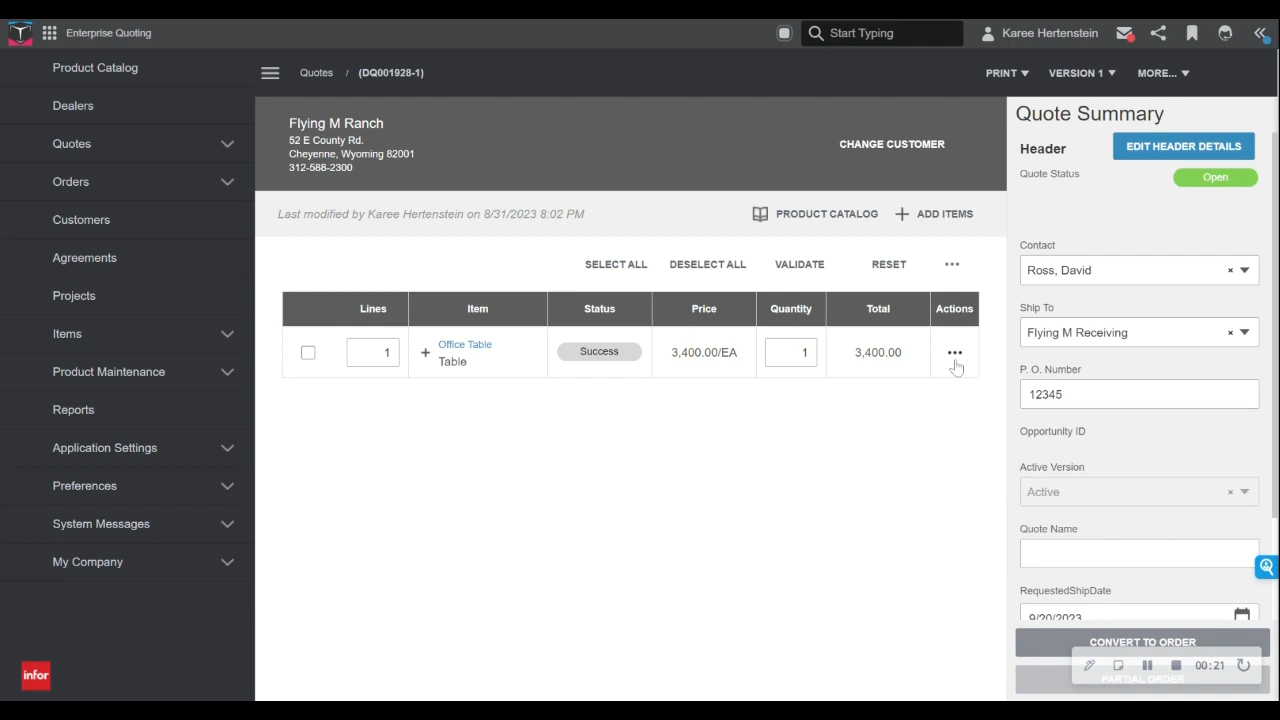 Enterprise Quoting
Start Typing
Karee Hertenstein
Product Catalog
Dealers
Quotes
Orders
Customers
Agreements
Projects
Items
Product Maintenance
Reports
Application Settings
Preferences
System Messages
My Company
infor
Quotes / (DQ001928-1)
PRINT
VERSION 1
MORE...
Flying M Ranch
52 E County Rd.
Cheyenne, Wyoming 82001
312-588-2300
CHANGE CUSTOMER
Last modified by Karee Hertenstein on 8/31/2023 8:02 PM
PRODUCT CATALOG
+ ADD ITEMS
SELECT ALL
DESELECT ALL
VALIDATE
RESET
...
Lines Item Status Price Quantity Total Actions
1 + Office Table Success 3,400.00/EA 1 3,400.00 ...
Table
Quote Summary
Header
EDIT HEADER DETAILS
Quote Status
Open
Contact
Ross, David ×
Ship To
Flying M Receiving ×
P. O. Number
12345
Opportunity ID
Active Version
Active ×
Quote Name
RequestedShipDate
9/20/2023
CONVERT TO ORDER
00:21
PARTIAL ORDER